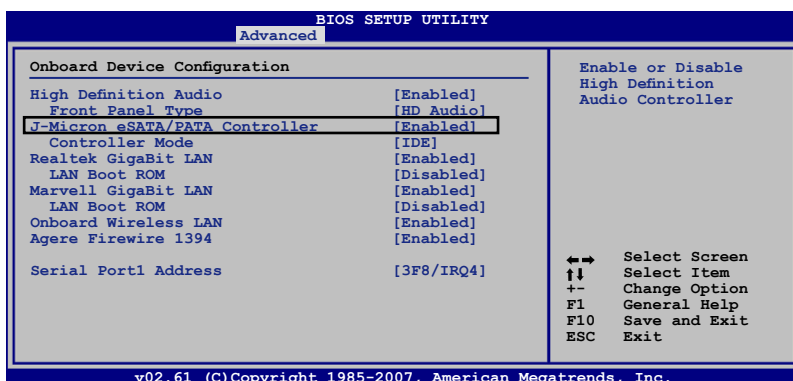 BIOS SETUP UTILITY
Advanced
Onboard Device Configuration
High Definition Audio [Enabled]
Front Panel Type [HD Audio]
J-Micron eSATA/PATA Controller [Enabled]
Controller Mode [IDE]
Realtek GigaBit LAN [Enabled]
LAN Boot ROM [Disabled]
Marvell GigaBit LAN [Enabled]
LAN Boot ROM [Disabled]
Onboard Wireless LAN [Enabled]
Agere Firewire 1394 [Enabled]
Serial Port1 Address [3F8/IRQ4]
Enable or Disable
High Definition
Audio Controller
←→ Select Screen
↑↓ Select Item
+- Change Option
F1 General Help
F10 Save and Exit
ESC Exit
v02.61 (C)Copyright 1985-2007, American Megatrends, Inc.